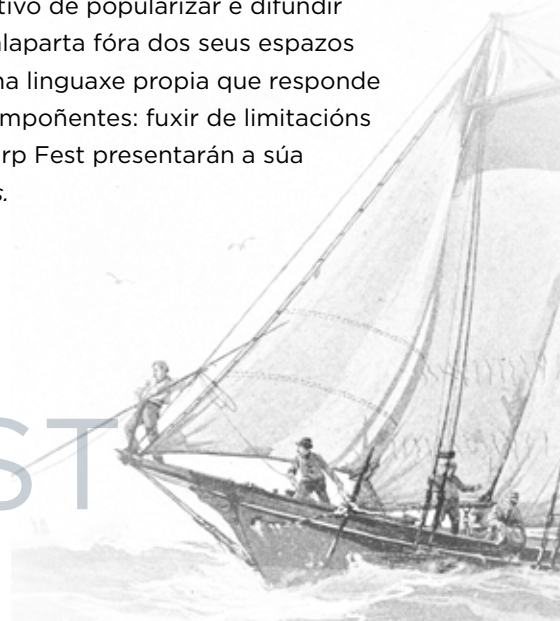 tivo de popularizar e difundir
alaparta fóra dos seus espazos
na linguaxe propia que responde
mpoñentes: fuxir de limitacións
rp Fest presentarán a súa
s.
ST